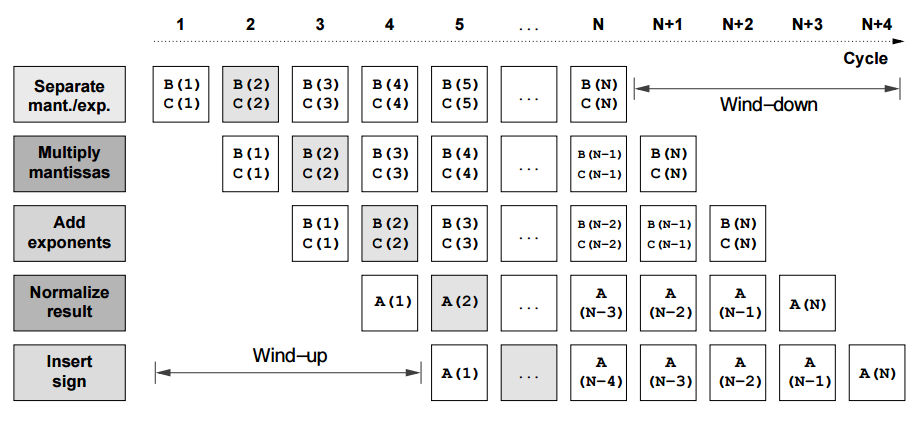 1 2 3 4 5 ... N N+1 N+2 N+3 N+4
Cycle
Separate
mant./exp.
B(1) B(2) B(3) B(4) B(5) ... B(N)
C(1) C(2) C(3) C(4) C(5) C(N)
Wind-down
Multiply
mantissas
B(1) B(2) B(3) B(4) ... B(N-1) B(N)
C(1) C(2) C(3) C(4) C(N-1) C(N)
Add
exponents
B(1) B(2) B(3) ... B(N-2) B(N-1) B(N)
C(1) C(2) C(3) C(N-2) C(N-1) C(N)
Normalize
result
A(1) A(2) ... A A A A(N)
(N-3) (N-2) (N-1)
Insert
sign
Wind-up
A(1) ... A A A A A(N)
(N-4) (N-3) (N-2) (N-1)